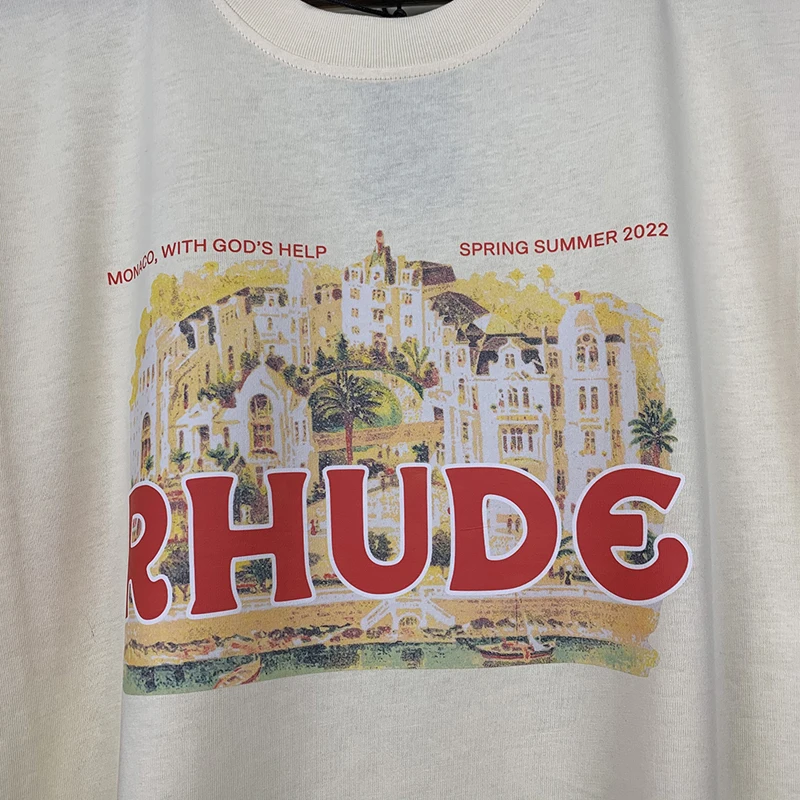 MONACO, WITH GOD'S HELP
SPRING SUMMER 2022
RHUDE